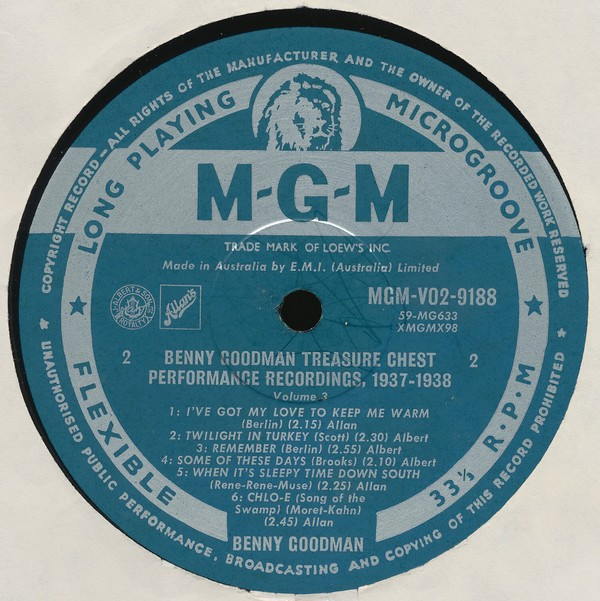 COPYRIGHT RECORD—ALL RIGHTS OF THE MANUFACTURER AND THE OWNER OF THE RECORDED WORK RESERVED
LONG PLAYING MICROGROOVE
M-G-M
TRADE MARK OF LOEW'S INC.
Made in Australia by E.M.I. (Australia) Limited
ALBERT & SON
ROYALTY
Allan's
MGM-V02-9188
59-MG633
XMGMX98
2 BENNY GOODMAN TREASURE CHEST 2
PERFORMANCE RECORDINGS, 1937-1938
Volume 3
1: I'VE GOT MY LOVE TO KEEP ME WARM
(Berlin) (2.15) Allan
2: TWILIGHT IN TURKEY (Scott) (2.30) Albert
3: REMEMBER (Berlin) (2.55) Albert
4: SOME OF THESE DAYS (Brooks) (2.10) Albert
5: WHEN IT'S SLEEPY TIME DOWN SOUTH
(Rene-Rene-Muse) (2.25) Allan
6: CHLO-E (Song of the
Swamp) (Moret-Kahn)
(2.45) Allan
BENNY GOODMAN
FLEXIBLE
33⅓ R·P·M
UNAUTHORISED PUBLIC PERFORMANCE, BROADCASTING AND COPYING OF THIS RECORD PROHIBITED